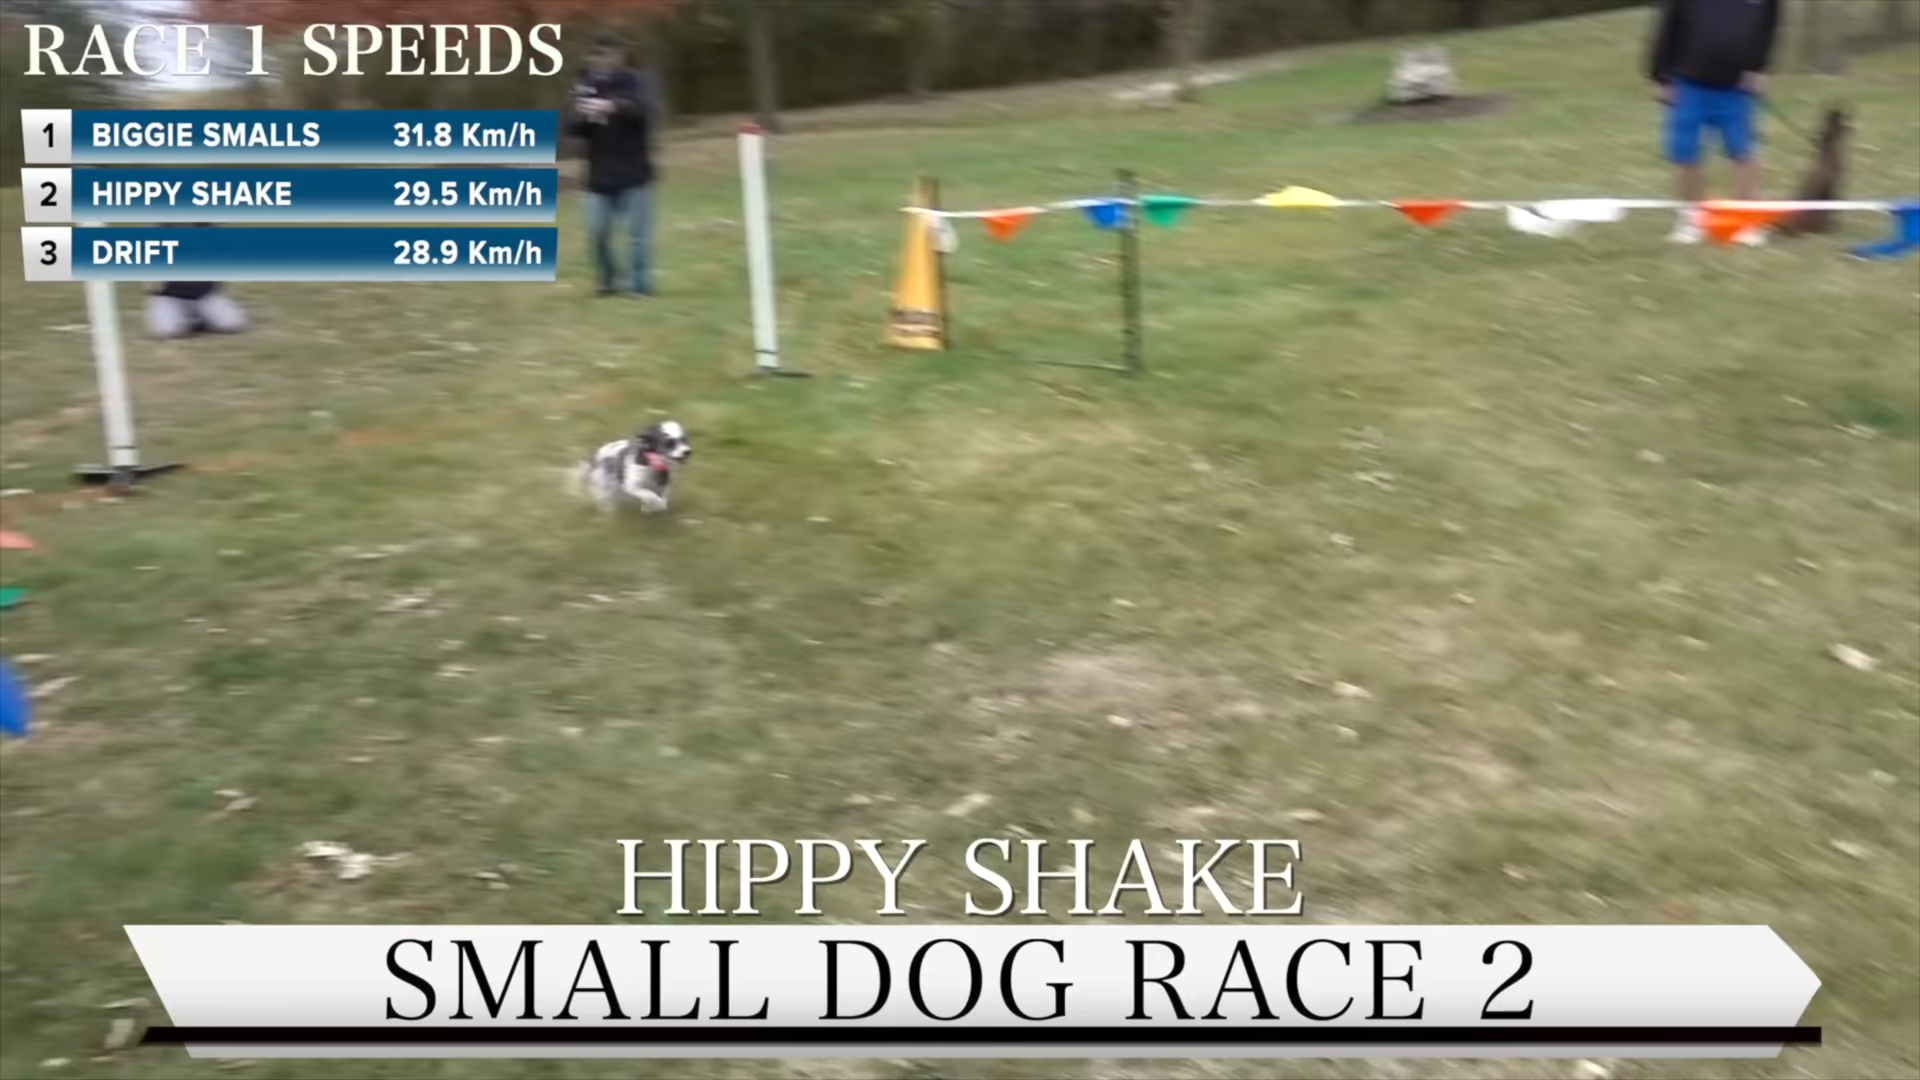 RACE 1 SPEEDS
1 BIGGIE SMALLS 31.8 Km/h
2 HIPPY SHAKE 29.5 Km/h
3 DRIFT 28.9 Km/h
HIPPY SHAKE
SMALL DOG RACE 2